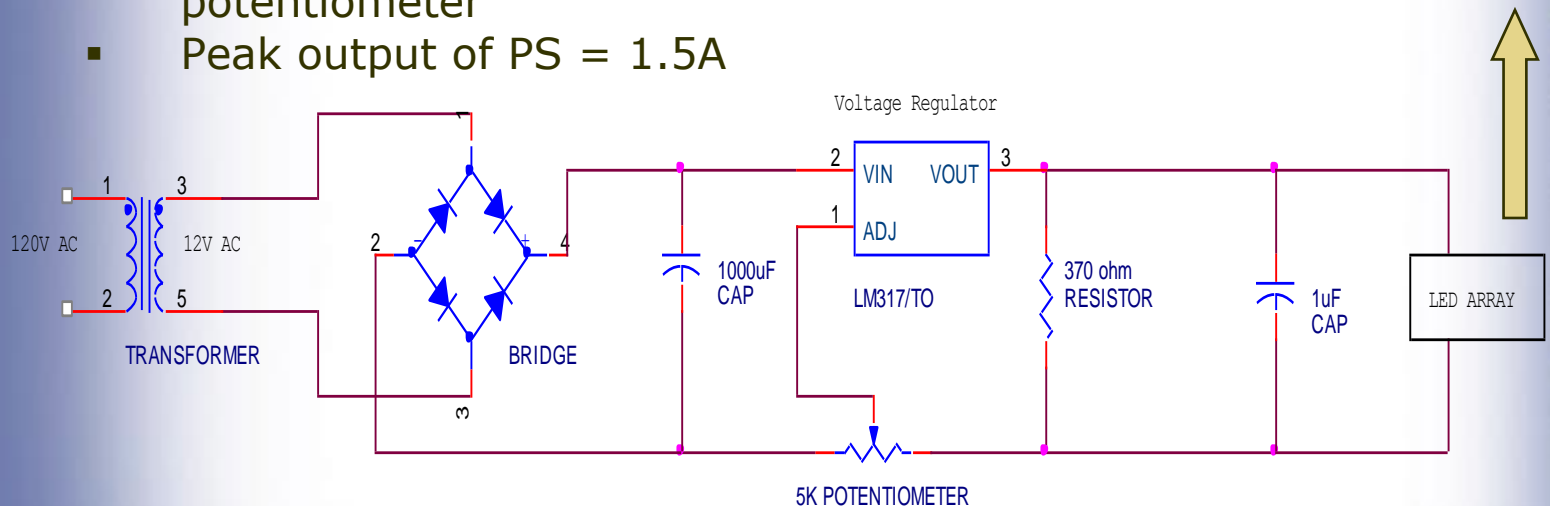 potentiometer
▪ Peak output of PS = 1.5A
Voltage Regulator
1
2
3
VIN
VOUT
1
3
1
ADJ
120V AC
12V AC
2
-
+
4
1000uF
CAP
370 ohm
RESISTOR
2
5
LM317/TO
1uF
CAP
LED ARRAY
TRANSFORMER
BRIDGE
3
5K POTENTIOMETER